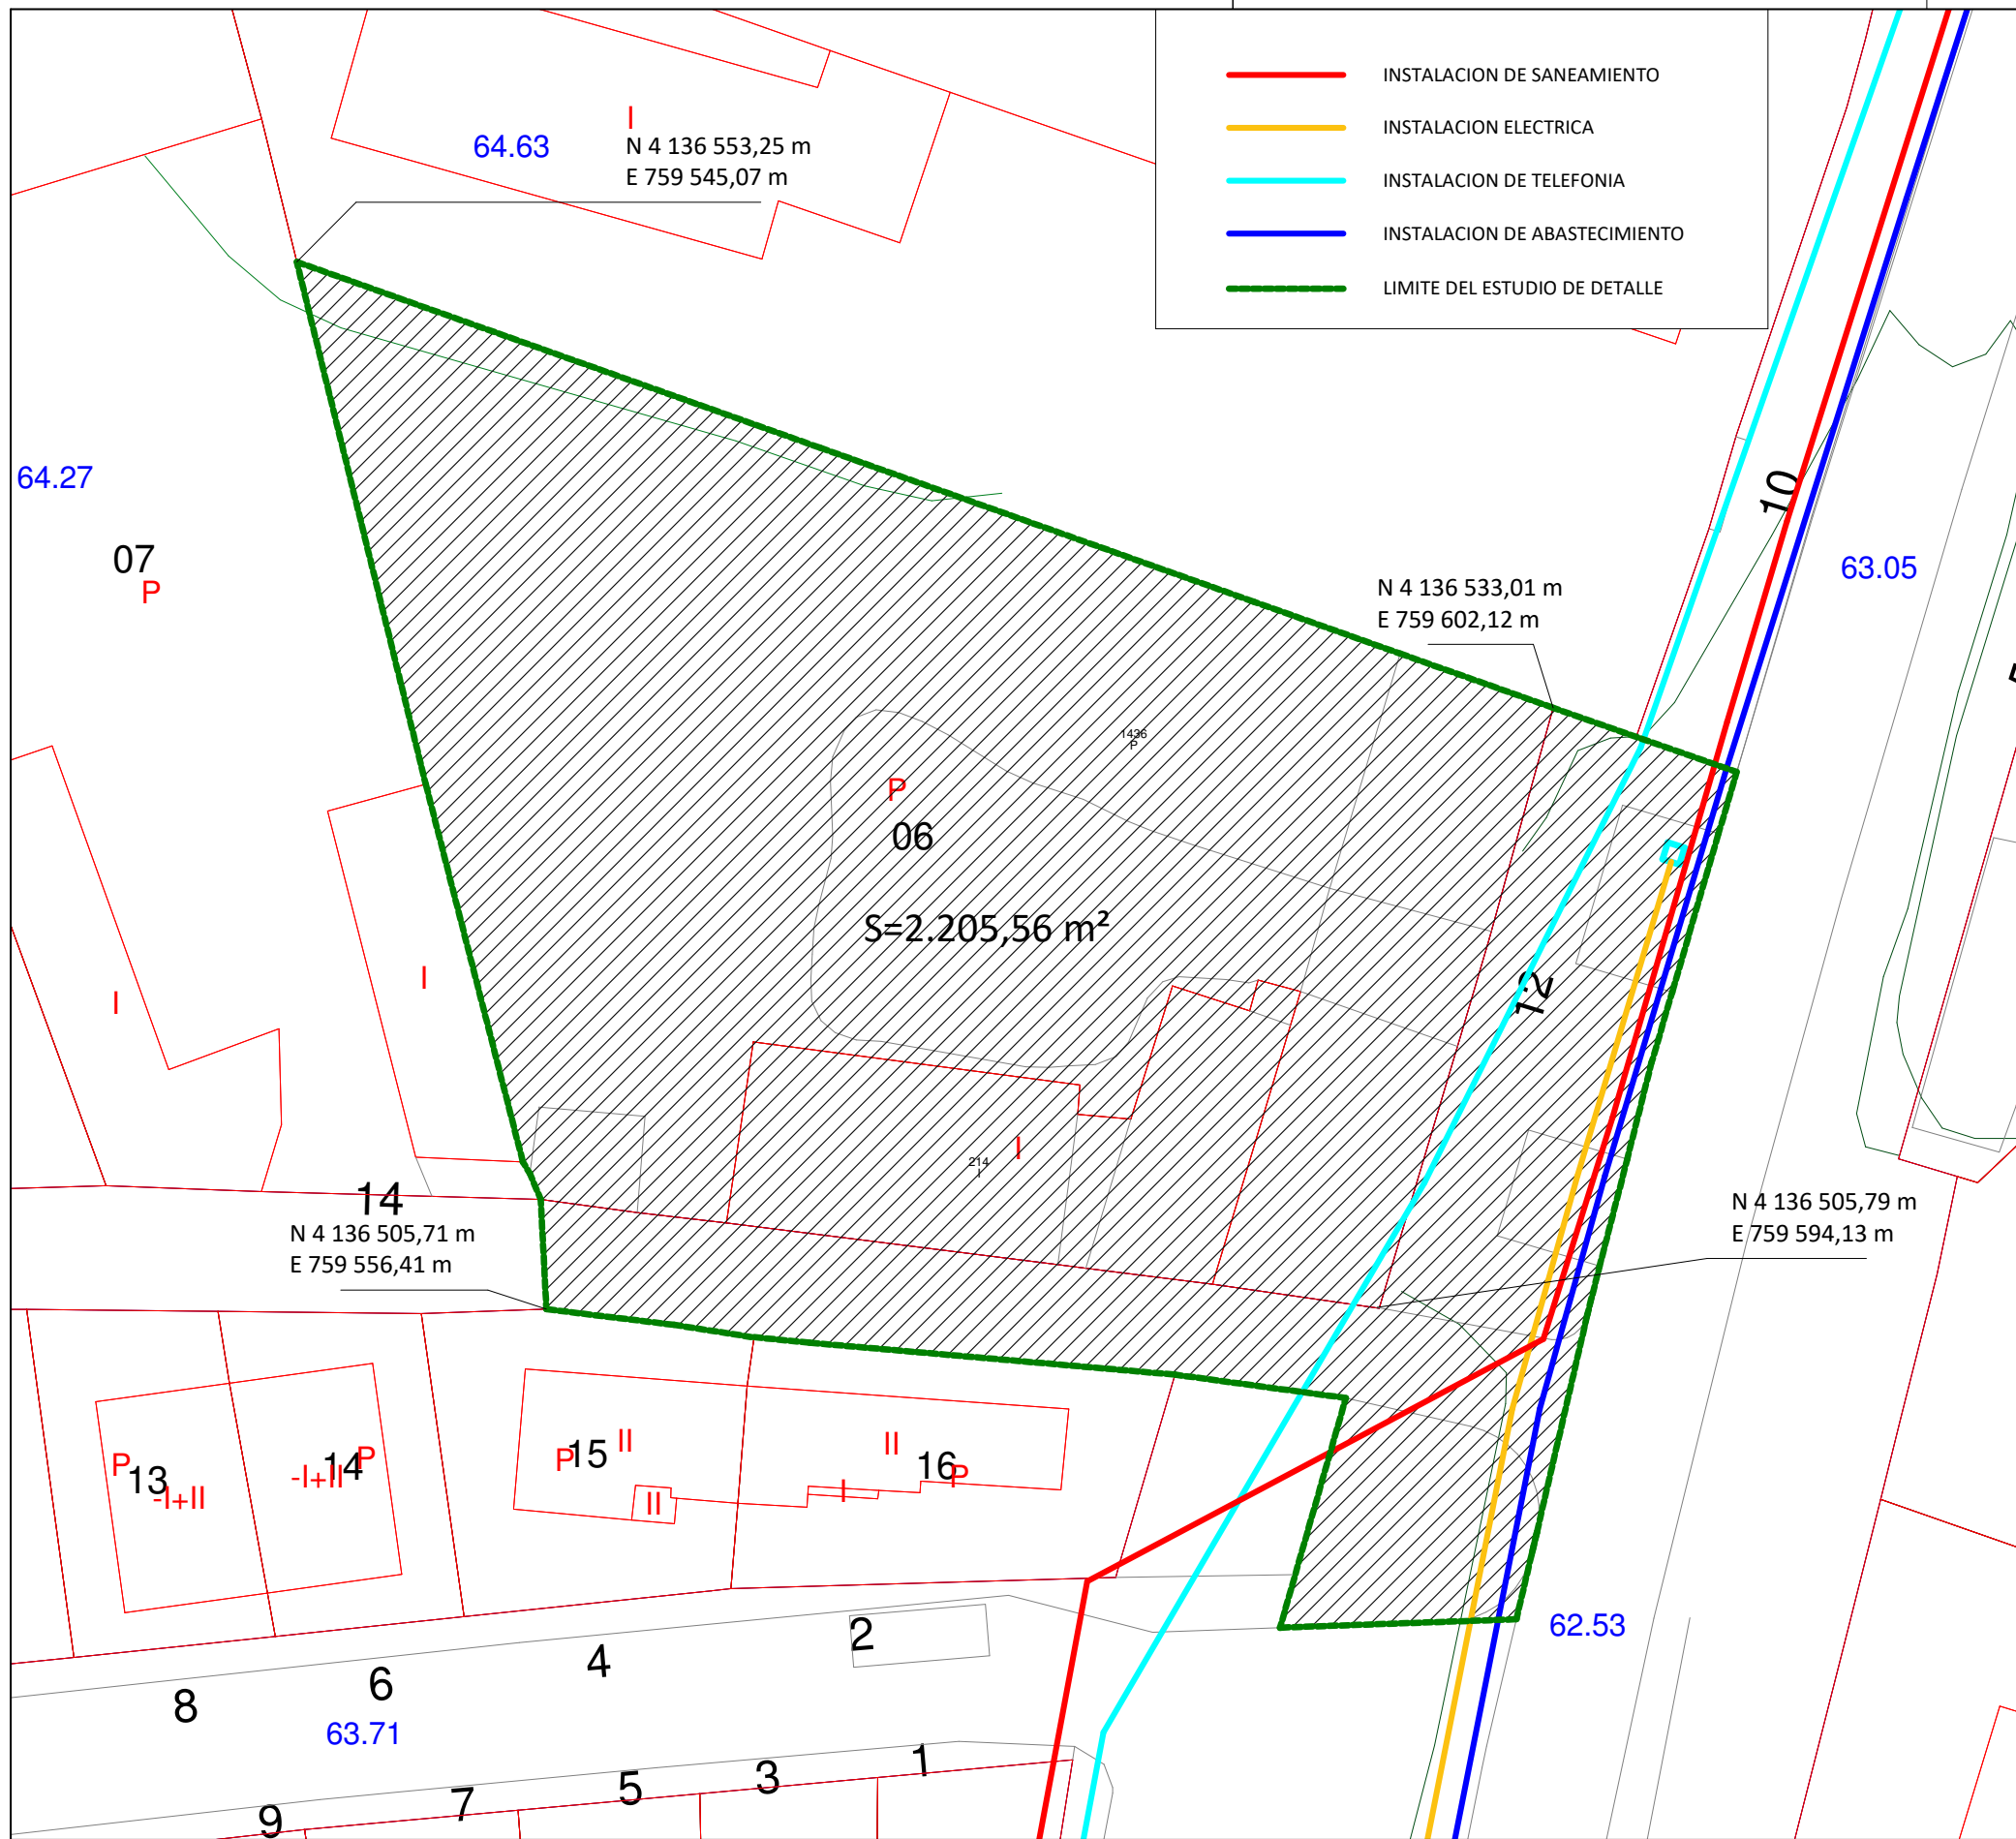 INSTALACION DE SANEAMIENTO
INSTALACION ELECTRICA
INSTALACION DE TELEFONIA
INSTALACION DE ABASTECIMIENTO
LIMITE DEL ESTUDIO DE DETALLE
I
64.63
N 4 136 553,25 m
E 759 545,07 m
64.27
07
P
10
63.05
N 4 136 533,01 m
E 759 602,12 m
1436
P
P
06
S=2.205,56 m²
I
I
12
I
214
I
14
N 4 136 505,71 m
E 759 556,41 m
N 4 136 505,79 m
E 759 594,13 m
P
13
-I+II
-I+II
14
P
P
15
II
II
II
I
16
P
2
4
6
8
62.53
63.71
1
3
5
7
9